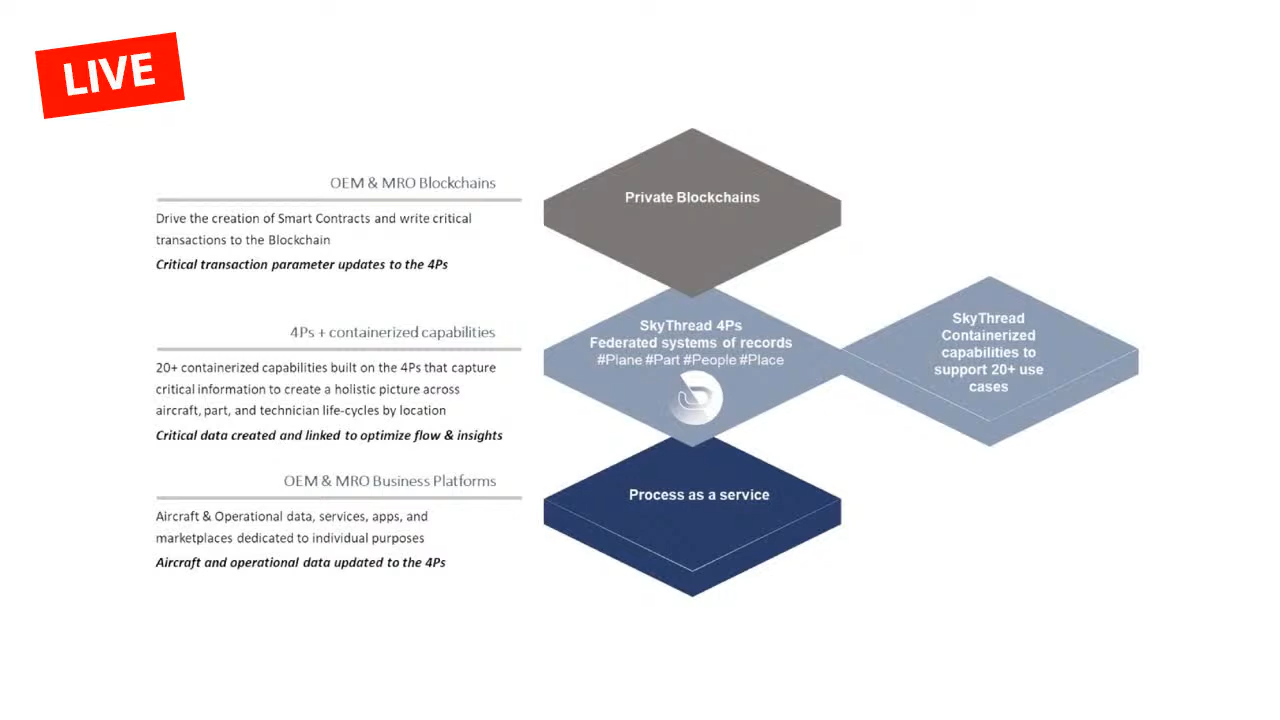 LIVE
OEM & MRO Blockchains
Drive the creation of Smart Contracts and write critical
transactions to the Blockchain
Critical transaction parameter updates to the 4Ps
Private Blockchains
4Ps + containerized capabilities
20+ containerized capabilities built on the 4Ps that capture
critical information to create a holistic picture across
aircraft, part, and technician life-cycles by location
Critical data created and linked to optimize flow & insights
SkyThread 4Ps
Federated systems of records
#Plane #Part #People #Place
SkyThread
Containerized
capabilities to
support 20+ use
cases
OEM & MRO Business Platforms
Aircraft & Operational data, services, apps, and
marketplaces dedicated to individual purposes
Aircraft and operational data updated to the 4Ps
Process as a service